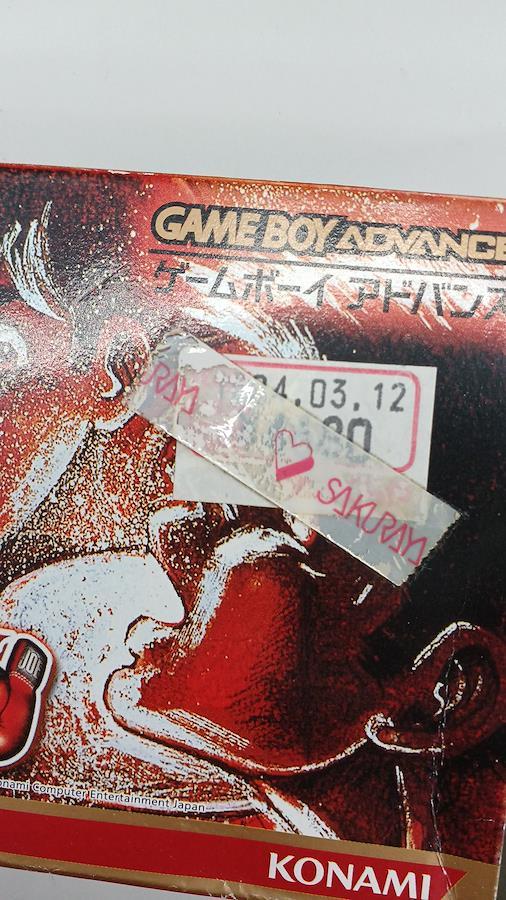 GAME BOY ADVANCE
ゲームボーイ アドバンス
04.03.12
SAKURAYA
Konami Computer Entertainment Japan
KONAMI